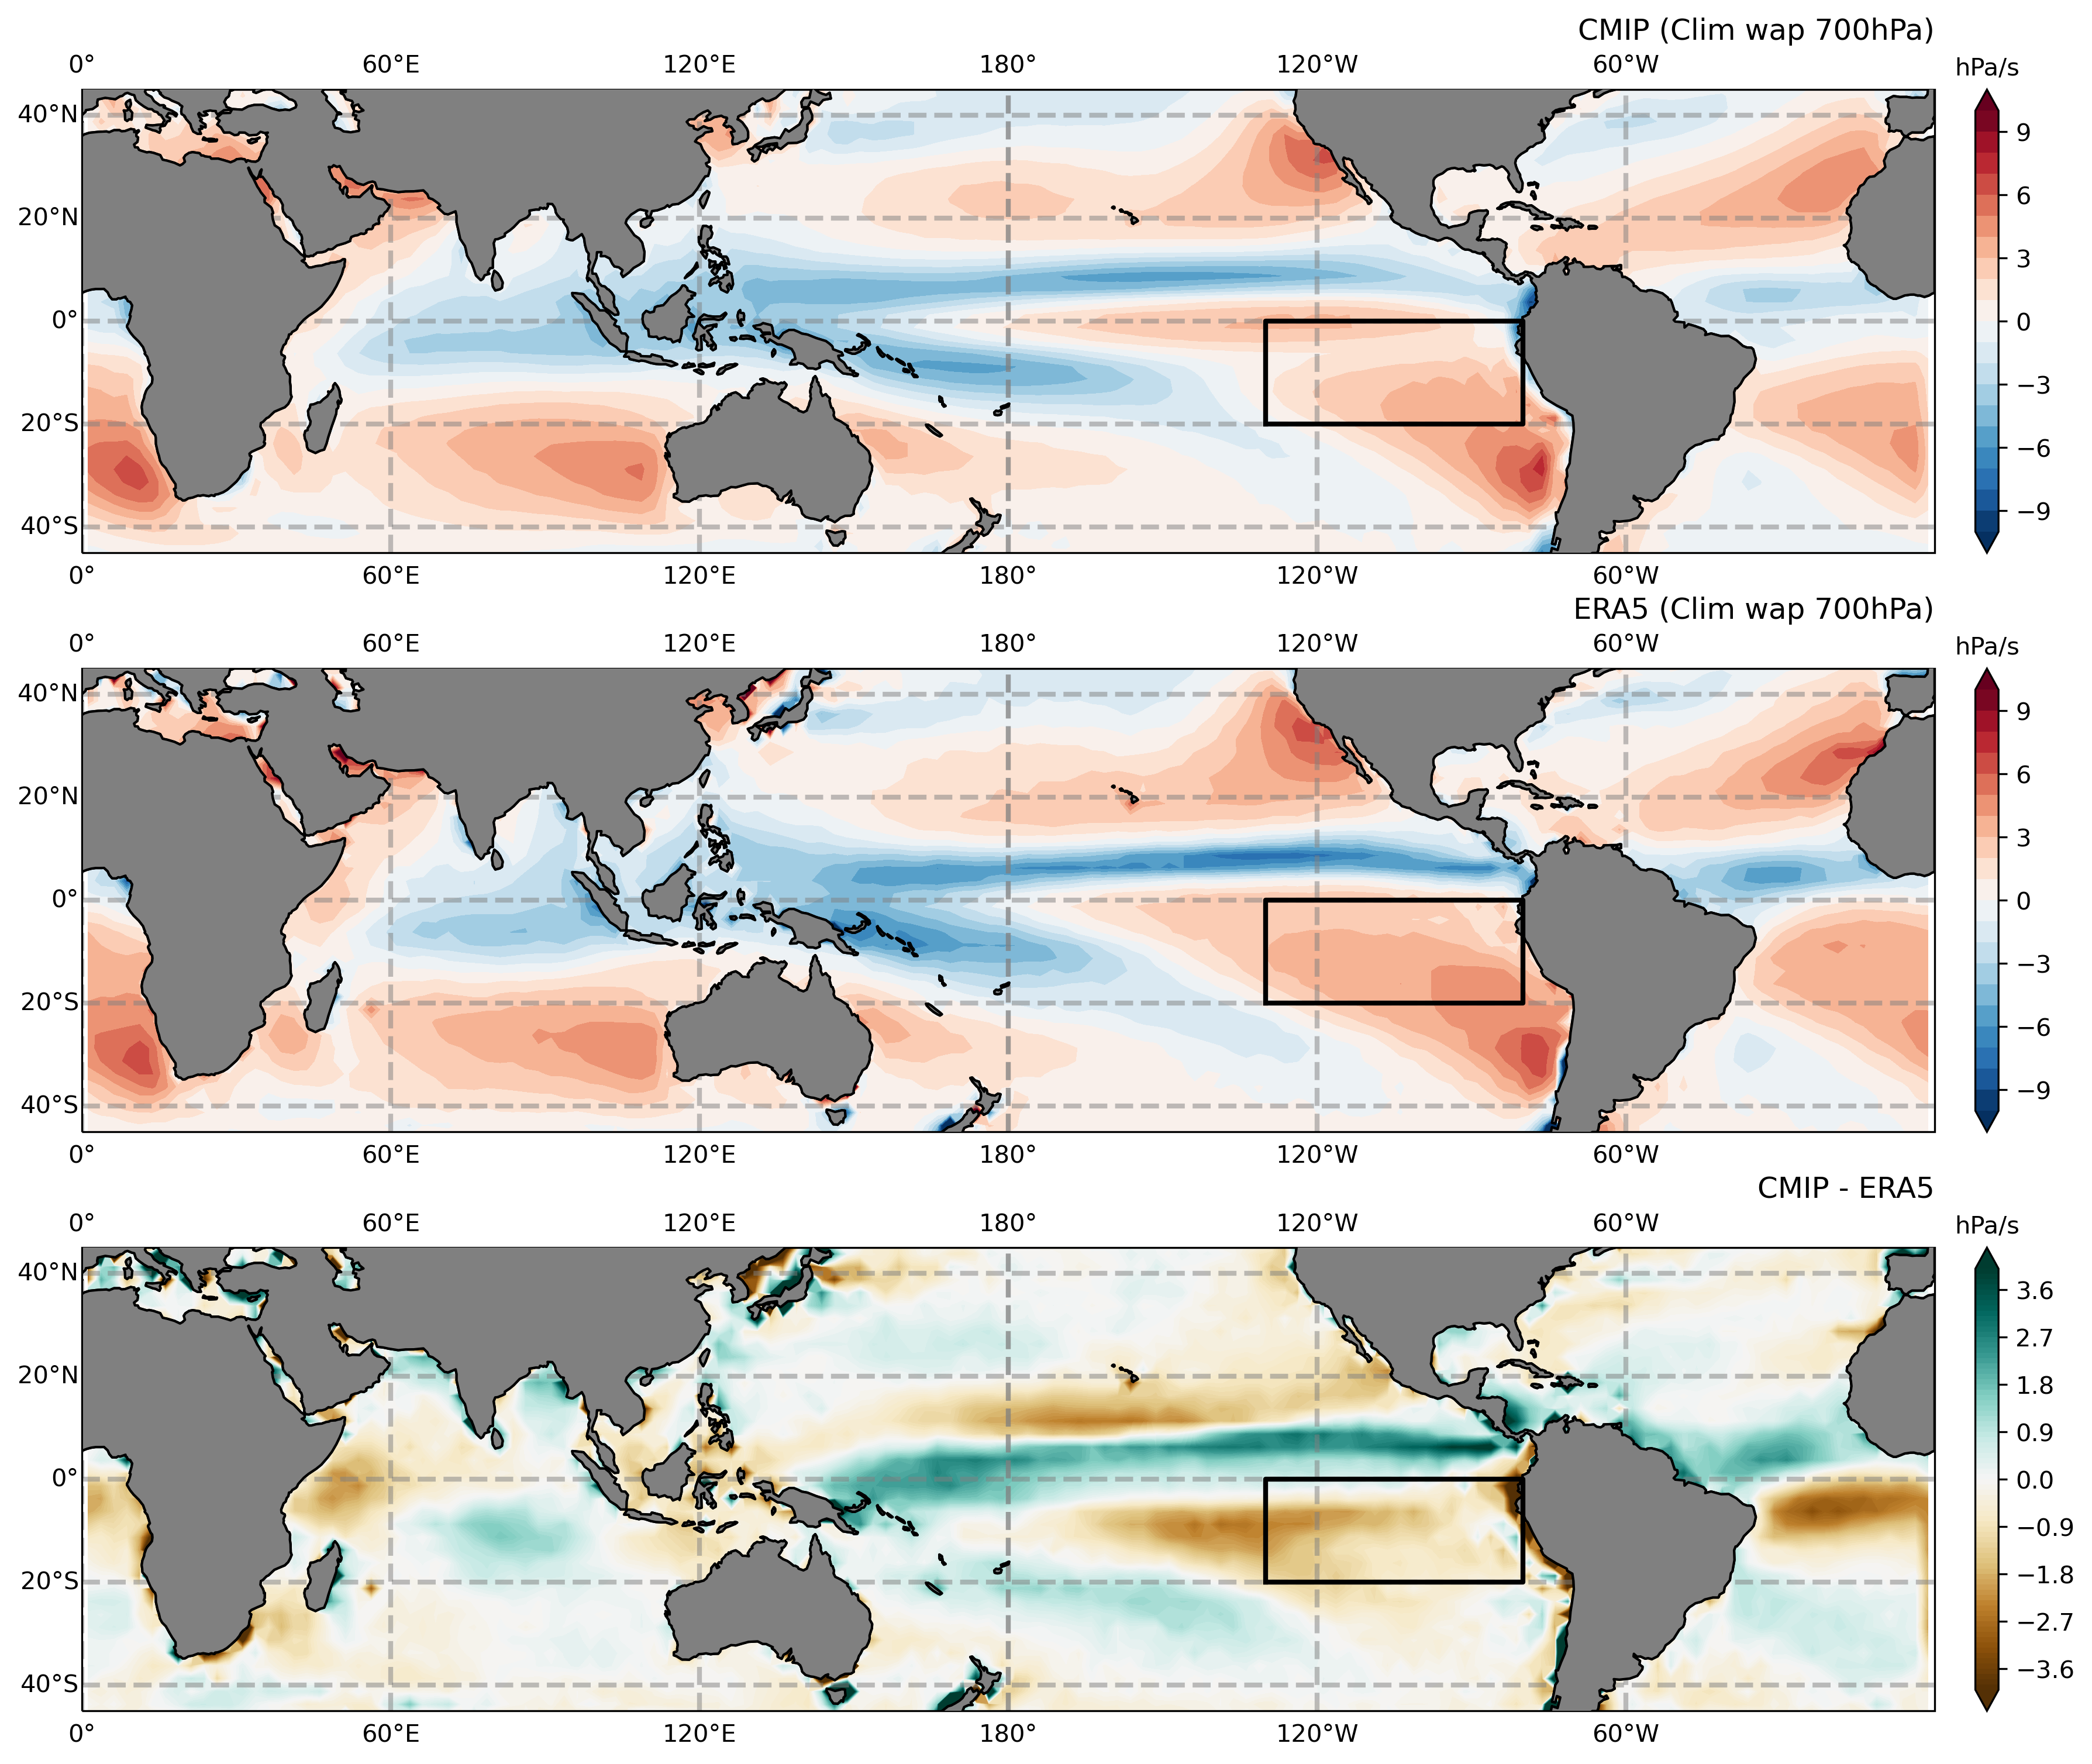 CMIP (Clim wap 700hPa)
0° 60°E 120°E 180° 120°W 60°W hPa/s
40°N
20°N
0°
20°S
40°S
9
6
3
0
−3
−6
−9
0° 60°E 120°E 180° 120°W 60°W
ERA5 (Clim wap 700hPa)
0° 60°E 120°E 180° 120°W 60°W hPa/s
40°N
20°N
0°
20°S
40°S
9
6
3
0
−3
−6
−9
0° 60°E 120°E 180° 120°W 60°W
CMIP - ERA5
0° 60°E 120°E 180° 120°W 60°W hPa/s
40°N
20°N
0°
20°S
40°S
3.6
2.7
1.8
0.9
0.0
−0.9
−1.8
−2.7
−3.6
0° 60°E 120°E 180° 120°W 60°W